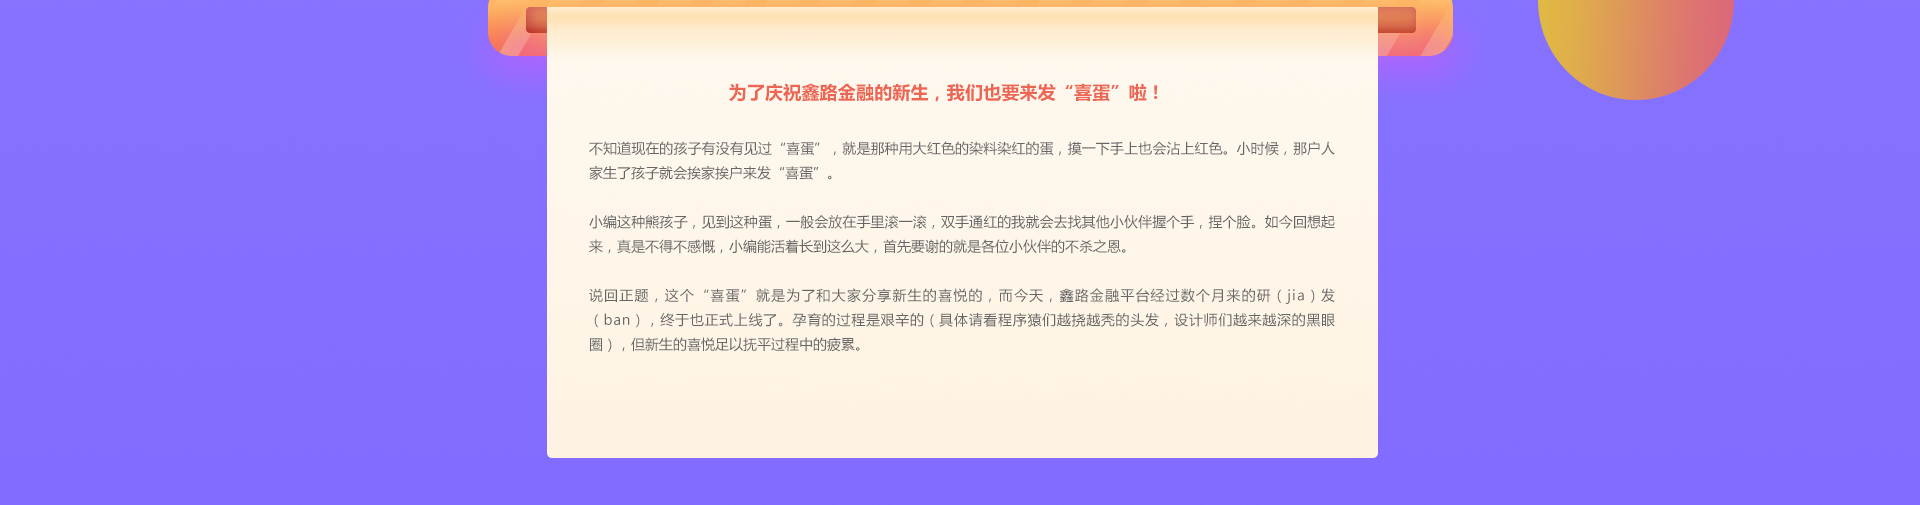 为了庆祝鑫路金融的新生，我们也要来发“喜蛋”啦！
不知道现在的孩子有没有见过“喜蛋”，就是那种用大红色的染料染红的蛋，摸一下手上也会沾上红色。小时候，那户人
家生了孩子就会挨家挨户来发“喜蛋”。
小编这种熊孩子，见到这种蛋，一般会放在手里滚一滚，双手通红的我就会去找其他小伙伴握个手，捏个脸。如今回想起
来，真是不得不感慨，小编能活着长到这么大，首先要谢的就是各位小伙伴的不杀之恩。
说回正题，这个“喜蛋”就是为了和大家分享新生的喜悦的，而今天，鑫路金融平台经过数个月来的研（jia）发
（ban），终于也正式上线了。孕育的过程是艰辛的（具体请看程序猿们越挠越秃的头发，设计师们越来越深的黑眼
圈），但新生的喜悦足以抚平过程中的疲累。